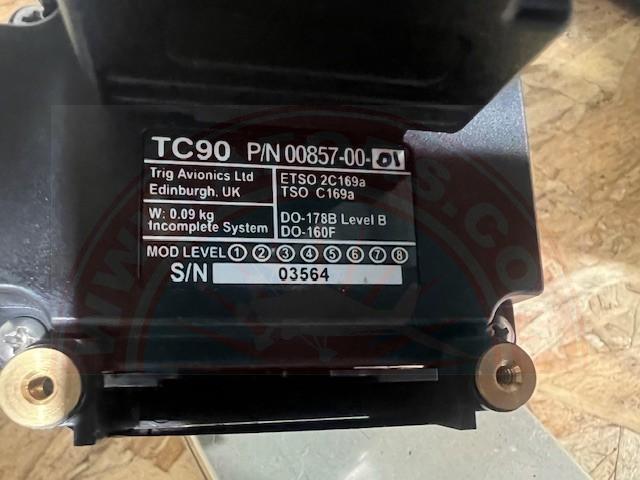 TC90 P/N 00857-00-01
Trig Avionics Ltd
Edinburgh, UK
ETSO 2C169a
TSO C169a
W: 0.09 kg
Incomplete System
DO-178B Level B
DO-160F
MOD LEVEL 1 2 3 4 5 6 7 8
S/N 03564